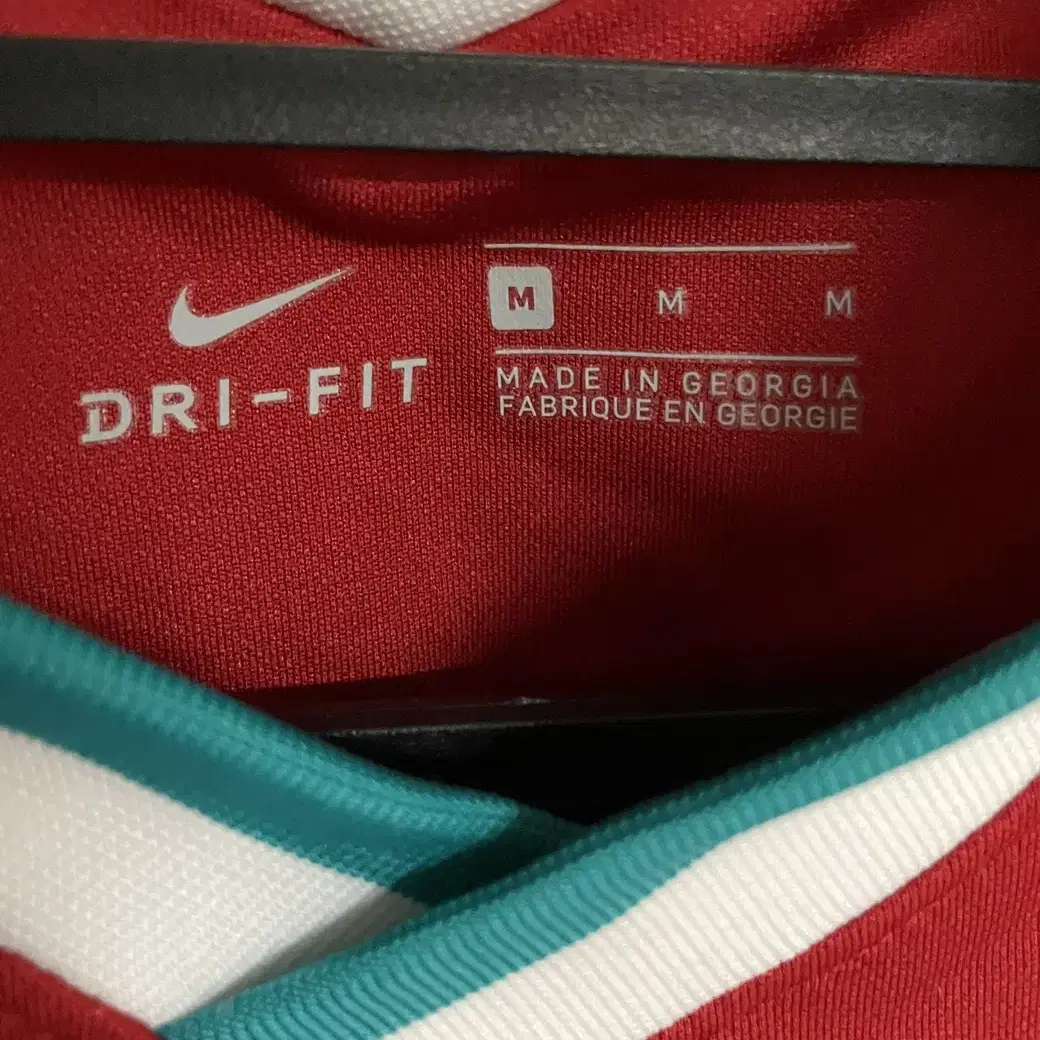 DRI-FIT
M M M
MADE IN GEORGIA
FABRIQUE EN GEORGIE